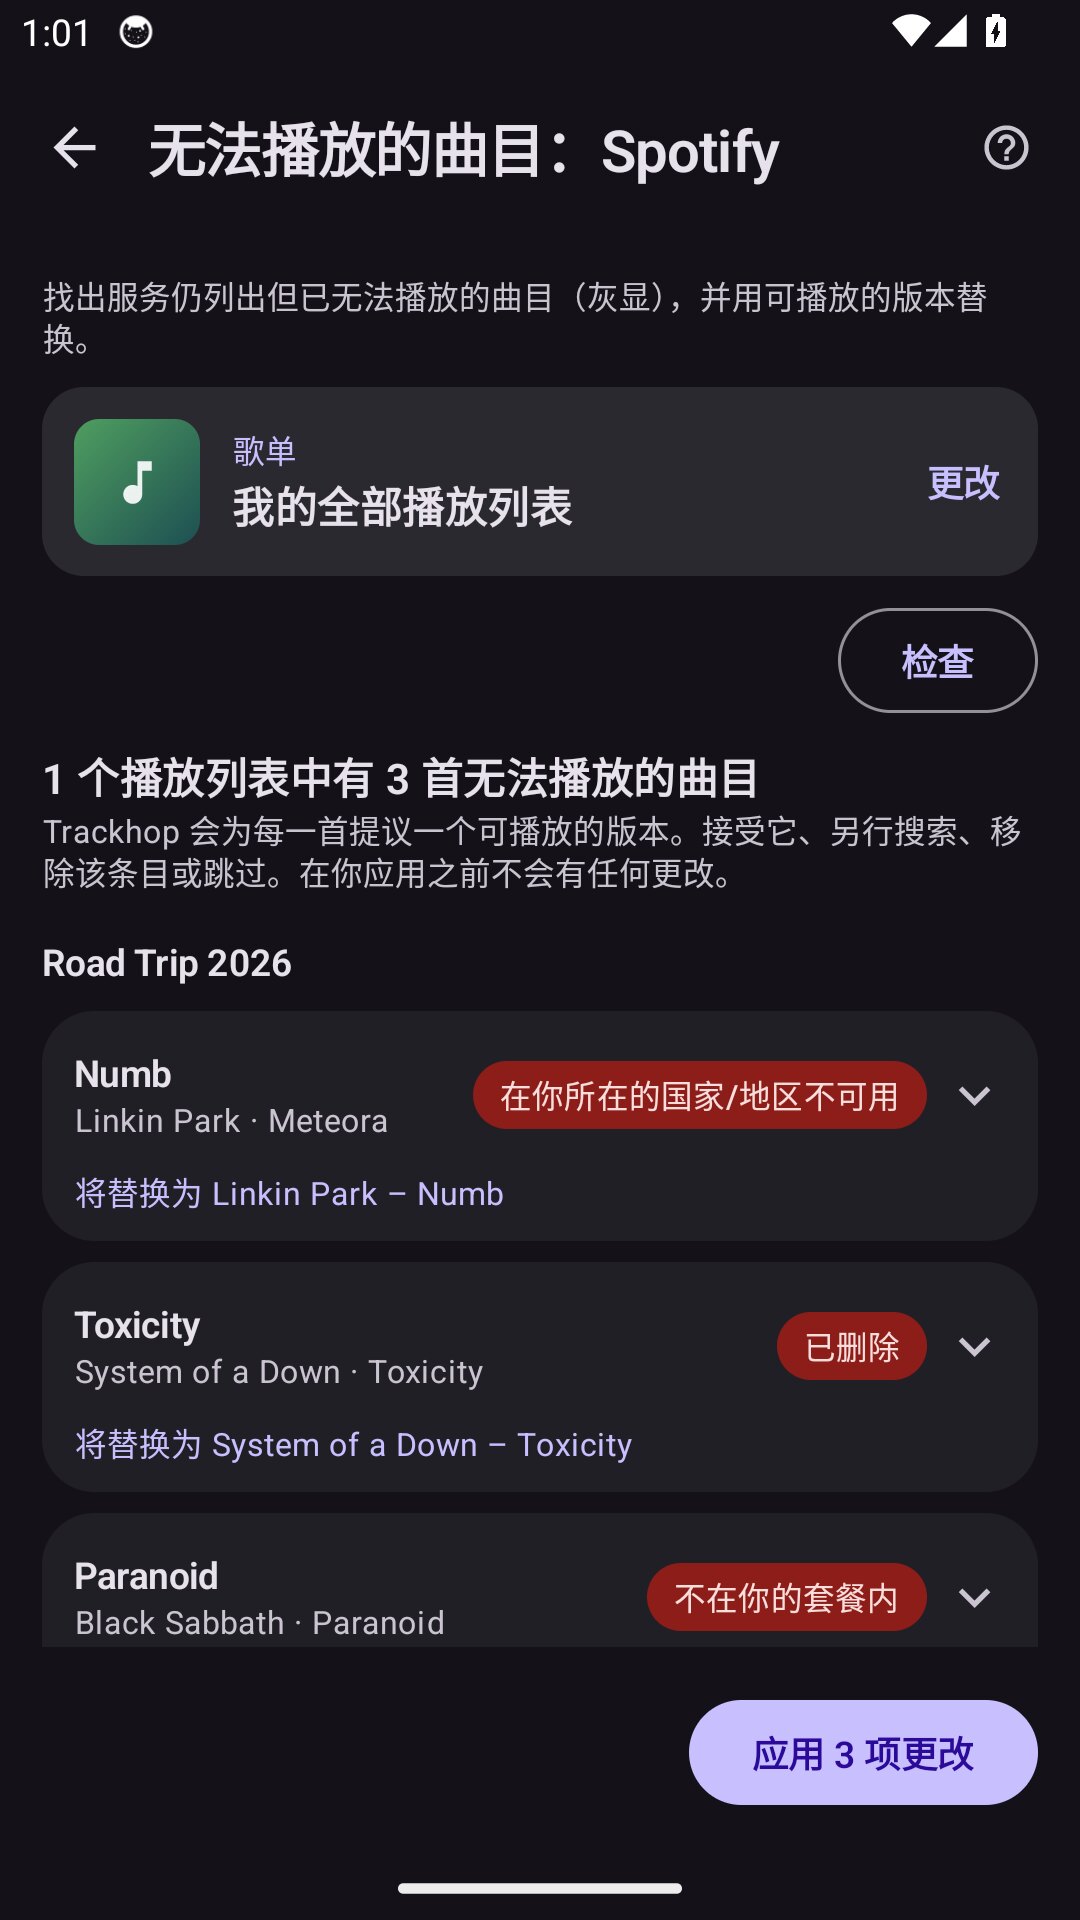 1:01
无法播放的曲目：Spotify
找出服务仍列出但已无法播放的曲目（灰显），并用可播放的版本替
换。
歌单
我的全部播放列表
更改
检查
1 个播放列表中有 3 首无法播放的曲目
Trackhop 会为每一首提议一个可播放的版本。接受它、另行搜索、移
除该条目或跳过。在你应用之前不会有任何更改。
Road Trip 2026
Numb
Linkin Park · Meteora
在你所在的国家/地区不可用
将替换为 Linkin Park – Numb
Toxicity
System of a Down · Toxicity
已删除
将替换为 System of a Down – Toxicity
Paranoid
Black Sabbath · Paranoid
不在你的套餐内
应用 3 项更改